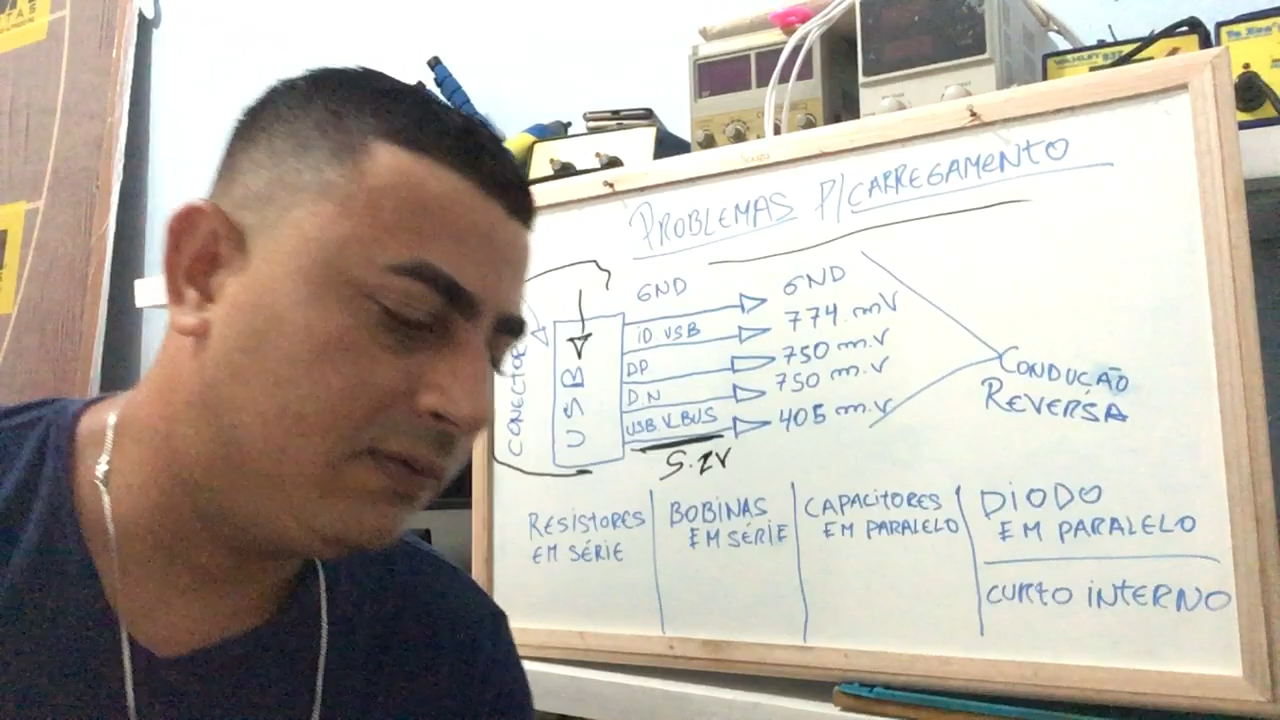 PROBLEMAS P/CARREGAMENTO
CONECTOR
USB
GND
iD USB
DP
D.N
USB.V.BUS
5.2V
GND
774.mV
750 m.V
750 m.V
405 m.V
CONDUÇÃO
REVERSA
RESISTORES
EM SÉRIE
BOBINAS
EM SÉRIE
CAPACITORES
EM PARALELO
DIODO
EM PARALELO
CURTO INTERNO